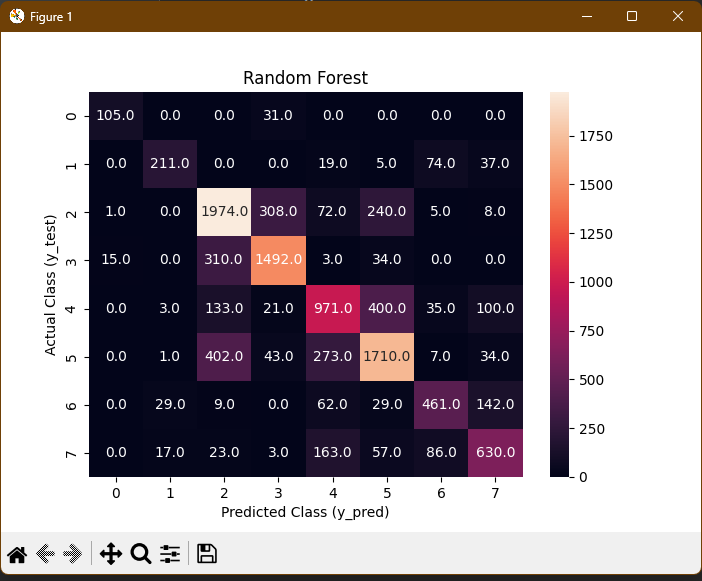 Figure 1
Random Forest
0 105.0 0.0 0.0 31.0 0.0 0.0 0.0 0.0
1 0.0 211.0 0.0 0.0 19.0 5.0 74.0 37.0
2 1.0 0.0 1974.0 308.0 72.0 240.0 5.0 8.0
3 15.0 0.0 310.0 1492.0 3.0 34.0 0.0 0.0
4 0.0 3.0 133.0 21.0 971.0 400.0 35.0 100.0
5 0.0 1.0 402.0 43.0 273.0 1710.0 7.0 34.0
6 0.0 29.0 9.0 0.0 62.0 29.0 461.0 142.0
7 0.0 17.0 23.0 3.0 163.0 57.0 86.0 630.0
0 1 2 3 4 5 6 7
Predicted Class (y_pred)
Actual Class (y_test)
1750
1500
1250
1000
750
500
250
0